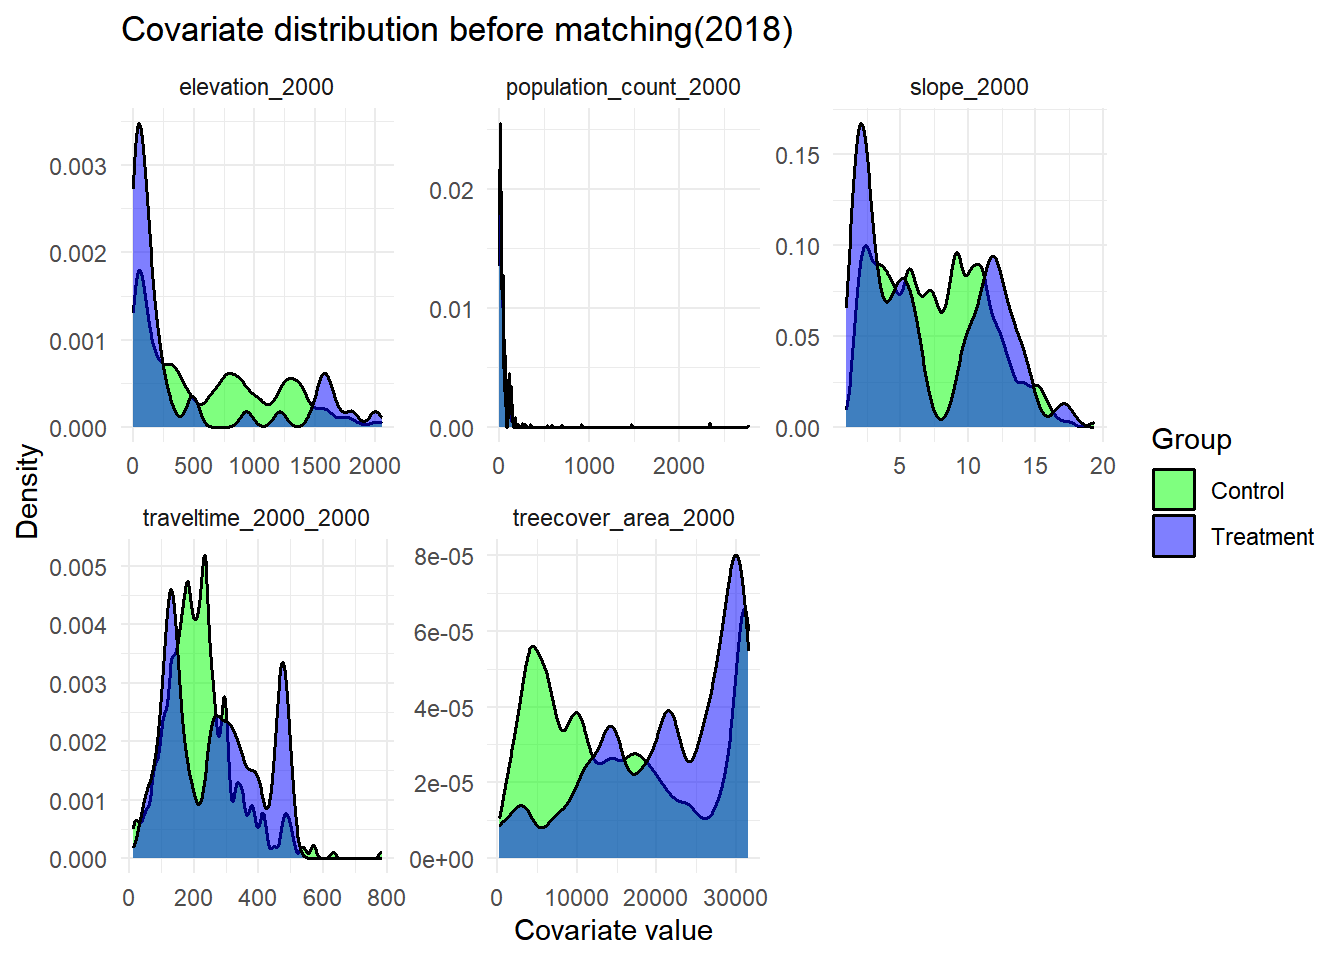 Covariate distribution before matching(2018)
elevation_2000
population_count_2000
slope_2000
0.003
0.002
0.001
0.000
0 500 1000 1500 2000
0.02
0.01
0.00
0 1000 2000
0.15
0.10
0.05
0.00
5 10 15 20
Density
traveltime_2000_2000
treecover_area_2000
0.005
0.004
0.003
0.002
0.001
0.000
0 200 400 600 800
8e-05
6e-05
4e-05
2e-05
0e+00
0 10000 20000 30000
Covariate value
Group
Control
Treatment